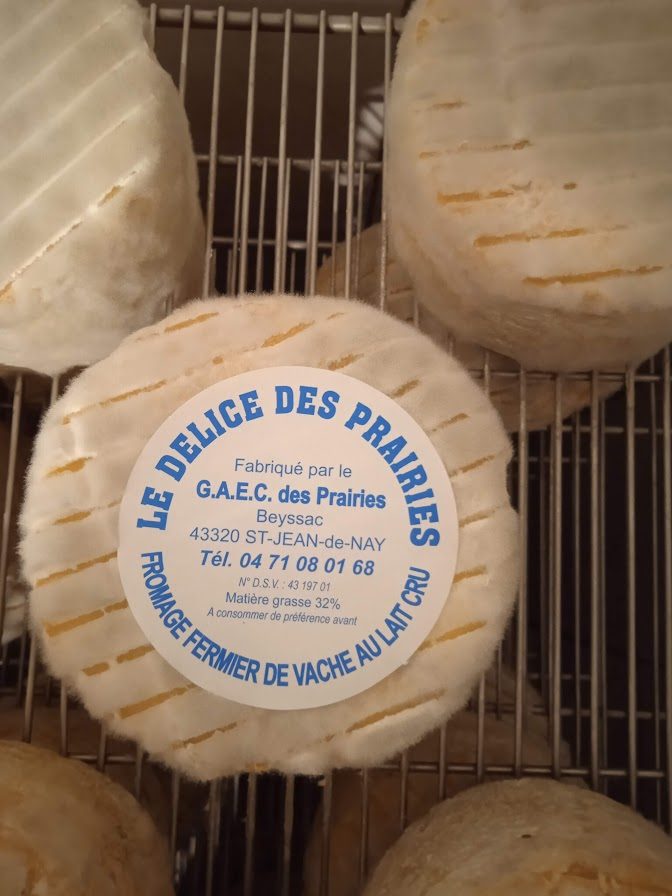 LE DELICE DES PRAIRIES
Fabriqué par le
G.A.E.C. des Prairies
Beyssac
43320 ST-JEAN-de-NAY
Tél. 04 71 08 01 68
N° D.S.V. : 43 197 01
Matière grasse 32%
A consommer de préférence avant
FROMAGE FERMIER DE VACHE AU LAIT CRU